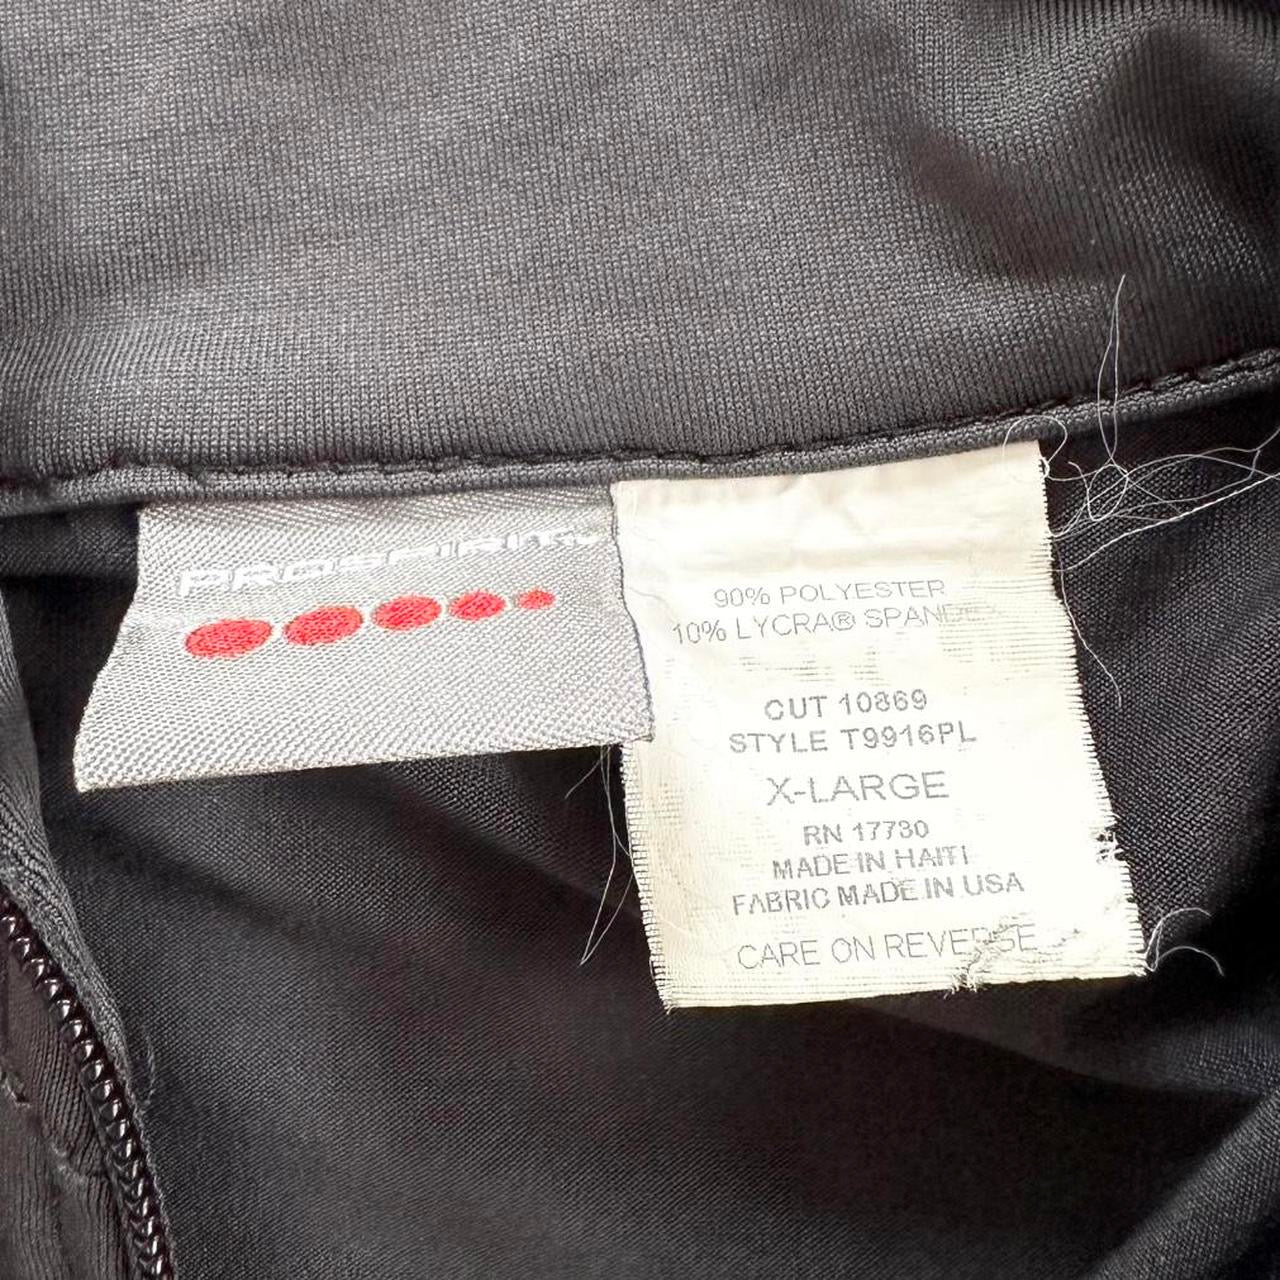 PROSPIRIT™
90% POLYESTER
10% LYCRA® SPANDEX
CUT 10869
STYLE T9916PL
X-LARGE
RN 17730
MADE IN HAITI
FABRIC MADE IN USA
CARE ON REVERSE